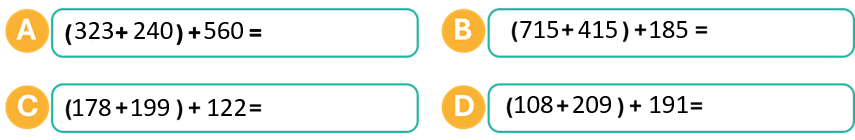 A (323+ 240 ) +560 =
B (715+ 415 ) +185 =
C (178 +199 ) + 122=
D (108+209 ) + 191=